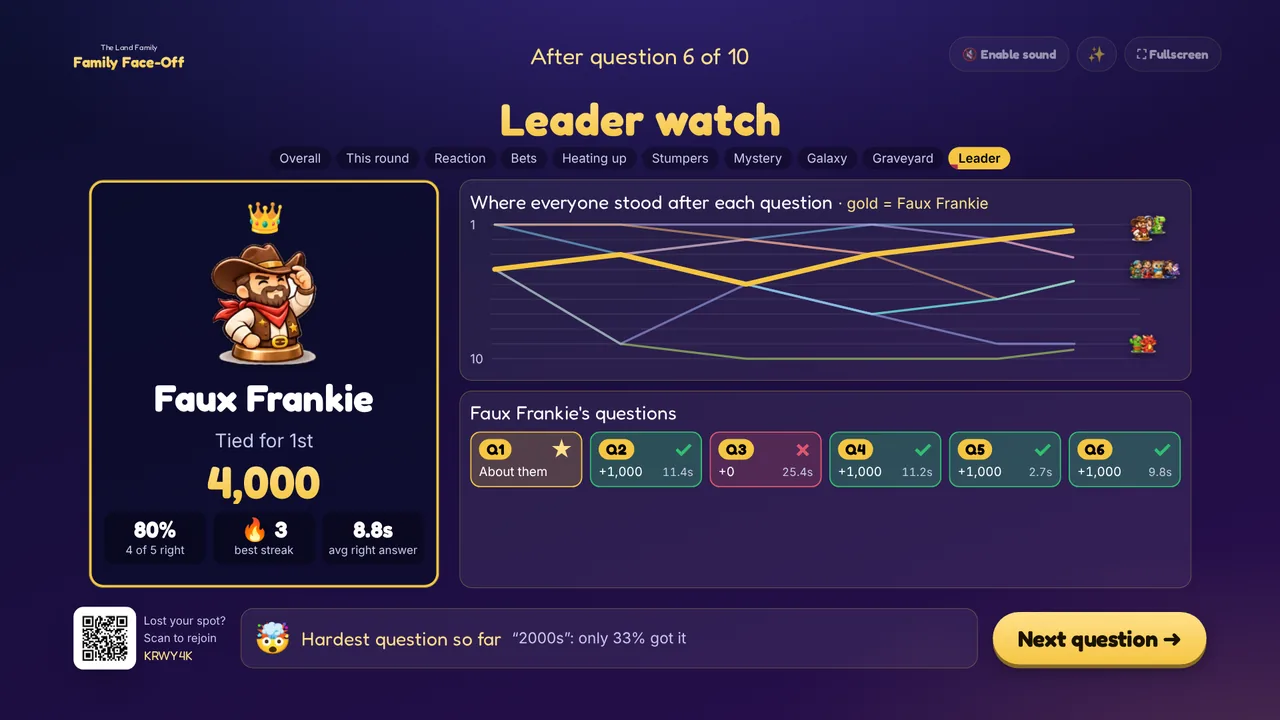 The Land Family
Family Face-Off
After question 6 of 10
Enable sound
Fullscreen
Leader watch
Overall
This round
Reaction
Bets
Heating up
Stumpers
Mystery
Galaxy
Graveyard
Leader
Faux Frankie
Tied for 1st
4,000
80%
4 of 5 right
3
best streak
8.8s
avg right answer
Where everyone stood after each question · gold = Faux Frankie
1
10
Faux Frankie's questions
Q1
About them
Q2
+1,000 11.4s
Q3
+0 25.4s
Q4
+1,000 11.2s
Q5
+1,000 2.7s
Q6
+1,000 9.8s
Lost your spot?
Scan to rejoin
KRWY4K
Hardest question so far “2000s”: only 33% got it
Next question →